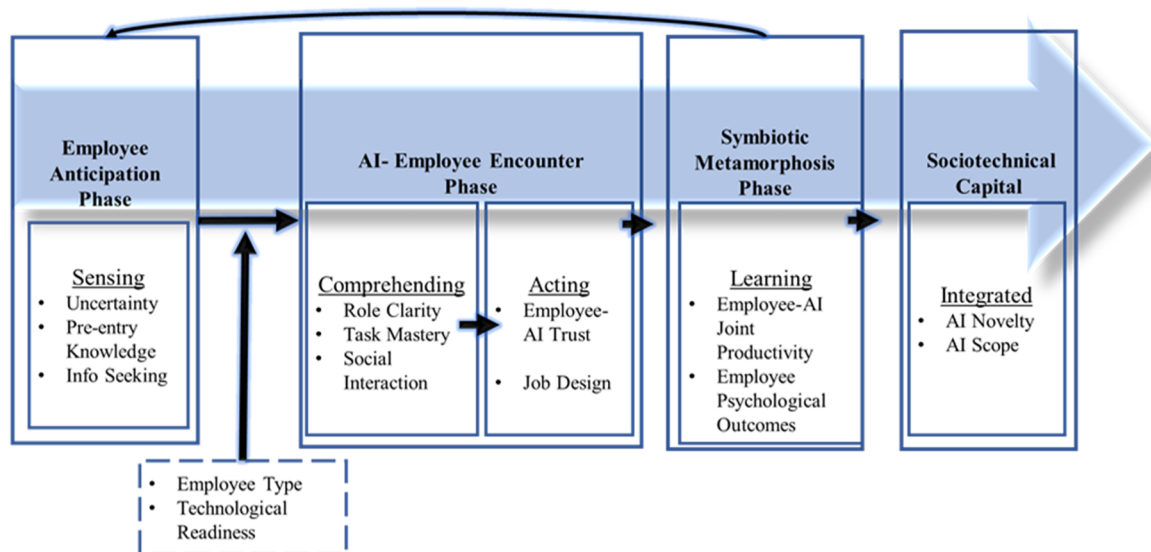 Employee
Anticipation
Phase
Sensing
• Uncertainty
• Pre-entry
Knowledge
• Info Seeking
AI- Employee Encounter
Phase
Comprehending
• Role Clarity
• Task Mastery
• Social
Interaction
Acting
• Employee-
AI Trust
• Job Design
Symbiotic
Metamorphosis
Phase
Learning
• Employee-AI
Joint
Productivity
• Employee
Psychological
Outcomes
Sociotechnical
Capital
Integrated
• AI Novelty
• AI Scope
• Employee Type
• Technological
Readiness